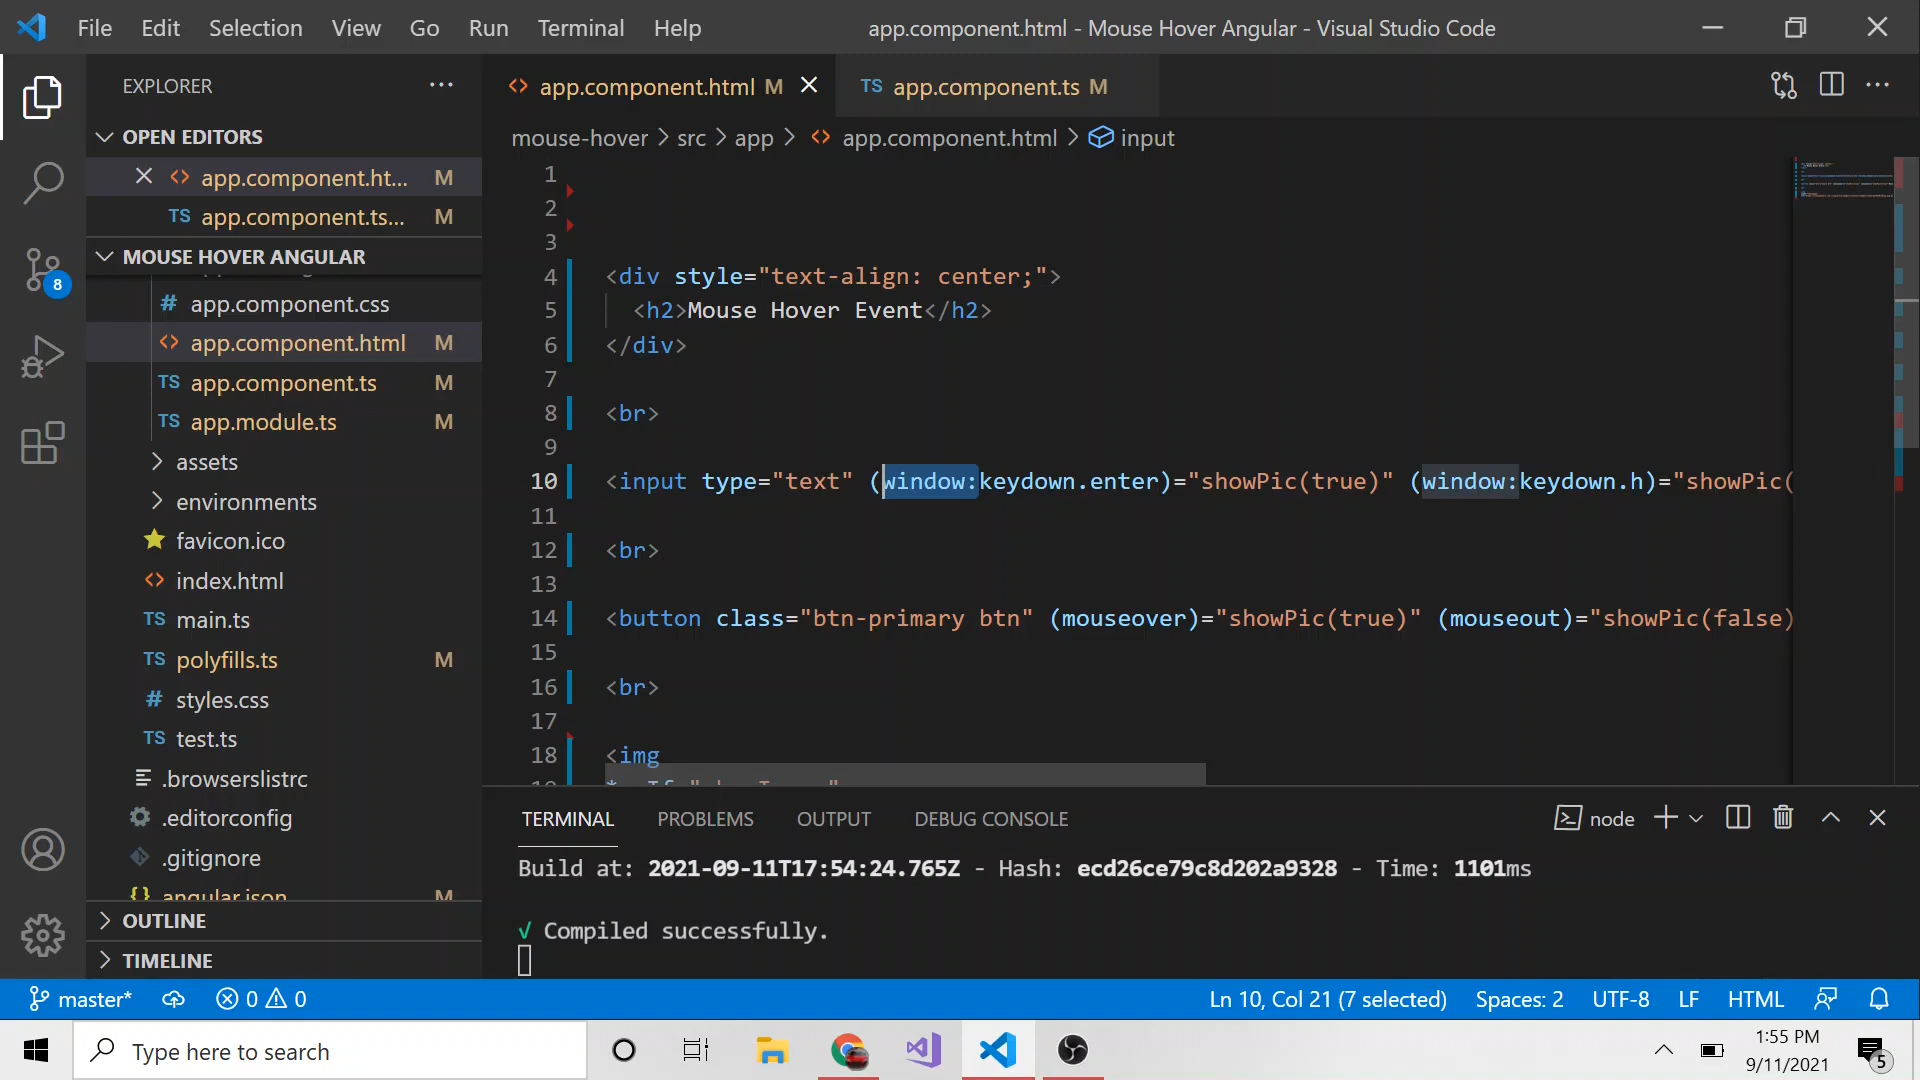 File Edit Selection View Go Run Terminal Help app.component.html - Mouse Hover Angular - Visual Studio Code
EXPLORER
OPEN EDITORS
app.component.ht... M
TS app.component.ts... M
MOUSE HOVER ANGULAR
# app.component.css
app.component.html M
TS app.component.ts M
TS app.module.ts M
assets
environments
favicon.ico
index.html
TS main.ts
TS polyfills.ts M
# styles.css
TS test.ts
.browserslistrc
.editorconfig
.gitignore
{} angular.json M
OUTLINE
TIMELINE
8
app.component.html M
TS app.component.ts M
mouse-hover > src > app > app.component.html > input
1
2
3
4 <div style="text-align: center;">
5 <h2>Mouse Hover Event</h2>
6 </div>
7
8 <br>
9
10 <input type="text" (window:keydown.enter)="showPic(true)" (window:keydown.h)="showPic(
11
12 <br>
13
14 <button class="btn-primary btn" (mouseover)="showPic(true)" (mouseout)="showPic(false)
15
16 <br>
17
18 <img
TERMINAL PROBLEMS OUTPUT DEBUG CONSOLE node
Build at: 2021-09-11T17:54:24.765Z - Hash: ecd26ce79c8d202a9328 - Time: 1101ms
√ Compiled successfully.
master* 0 0 Ln 10, Col 21 (7 selected) Spaces: 2 UTF-8 LF HTML
Type here to search
1:55 PM
9/11/2021
5